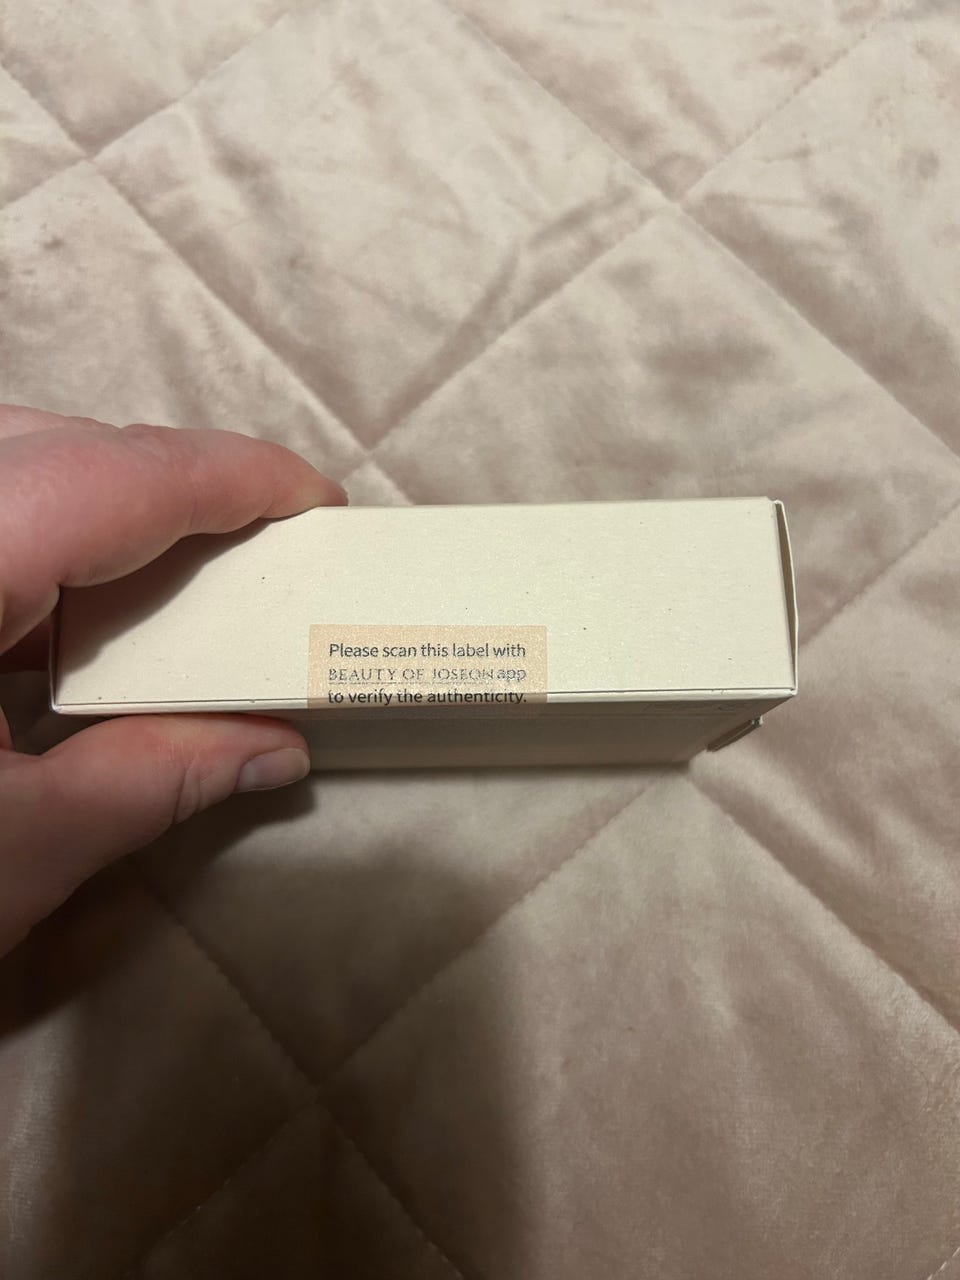 Please scan this label with
BEAUTY OF JOSEON app
to verify the authenticity.